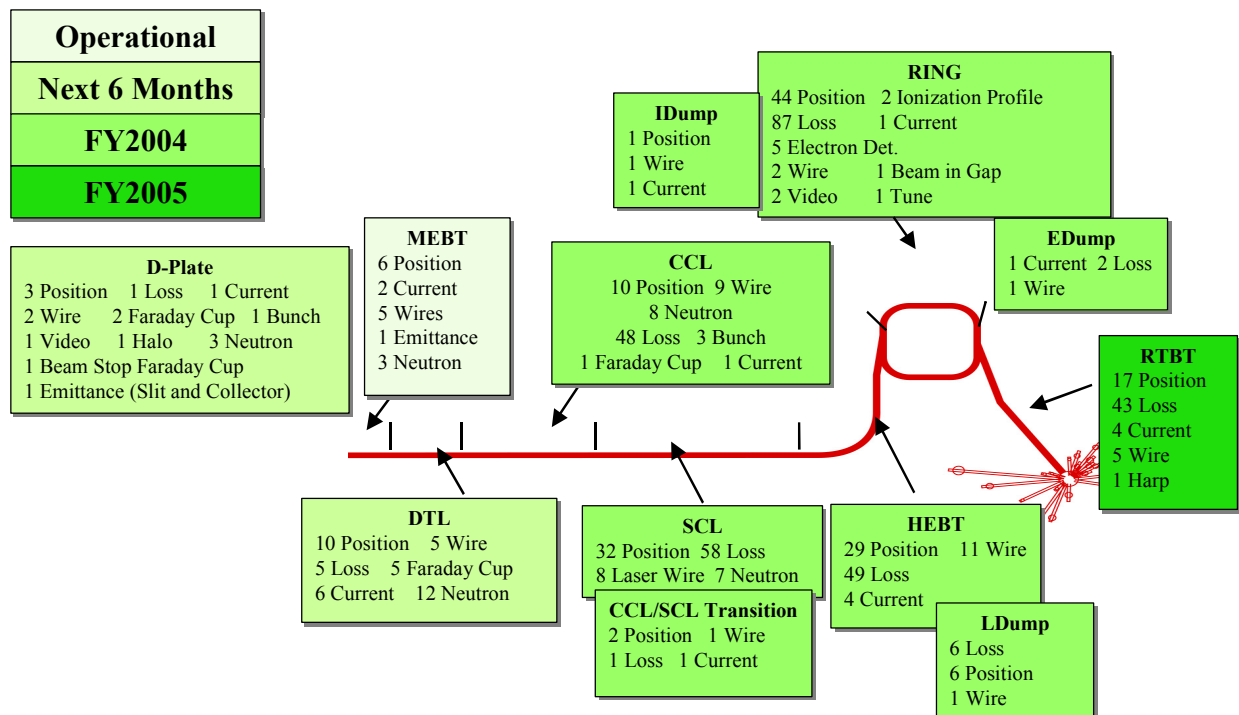 Operational
Next 6 Months
FY2004
FY2005
D-Plate
3 Position 1 Loss 1 Current
2 Wire 2 Faraday Cup 1 Bunch
1 Video 1 Halo 3 Neutron
1 Beam Stop Faraday Cup
1 Emittance (Slit and Collector)
MEBT
6 Position
2 Current
5 Wires
1 Emittance
3 Neutron
CCL
10 Position 9 Wire
8 Neutron
48 Loss 3 Bunch
1 Faraday Cup 1 Current
IDump
1 Position
1 Wire
1 Current
RING
44 Position 2 Ionization Profile
87 Loss 1 Current
5 Electron Det.
2 Wire 1 Beam in Gap
2 Video 1 Tune
EDump
1 Current 2 Loss
1 Wire
RTBT
17 Position
43 Loss
4 Current
5 Wire
1 Harp
DTL
10 Position 5 Wire
5 Loss 5 Faraday Cup
6 Current 12 Neutron
SCL
32 Position 58 Loss
8 Laser Wire 7 Neutron
CCL/SCL Transition
2 Position 1 Wire
1 Loss 1 Current
HEBT
29 Position 11 Wire
49 Loss
4 Current
LDump
6 Loss
6 Position
1 Wire